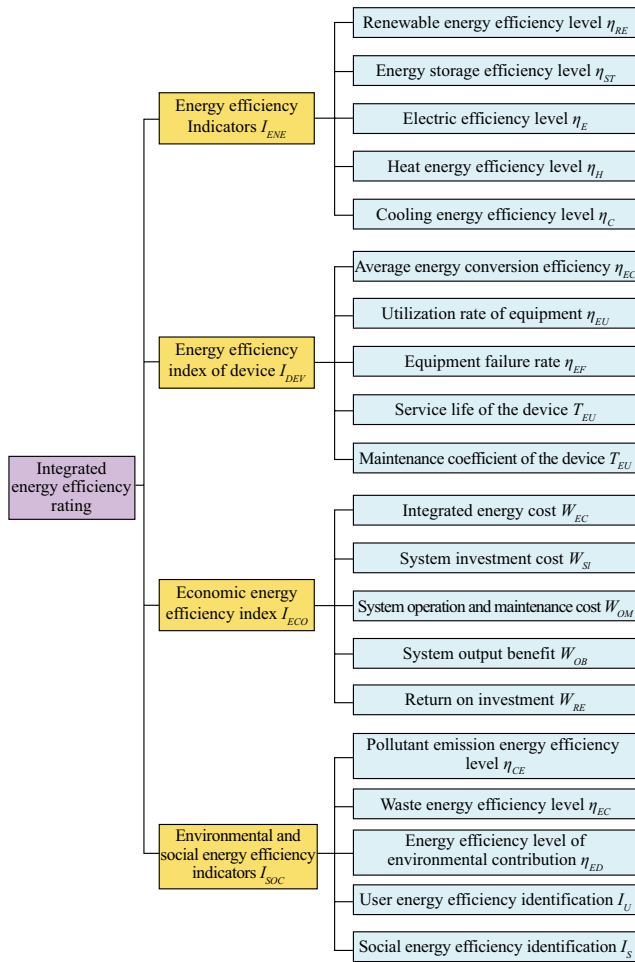 Integrated
energy efficiency
rating
Energy efficiency
Indicators I_ENE
Renewable energy efficiency level η_RE
Energy storage efficiency level η_ST
Electric efficiency level η_E
Heat energy efficiency level η_H
Cooling energy efficiency level η_C
Energy efficiency
index of device I_DEV
Average energy conversion efficiency η_EC
Utilization rate of equipment η_EU
Equipment failure rate η_EF
Service life of the device T_EU
Maintenance coefficient of the device T_EU
Economic energy
efficiency index I_ECO
Integrated energy cost W_EC
System investment cost W_SI
System operation and maintenance cost W_OM
System output benefit W_OB
Return on investment W_RE
Environmental and
social energy efficiency
indicators I_SOC
Pollutant emission energy efficiency
level η_CE
Waste energy efficiency level η_EC
Energy efficiency level of
environmental contribution η_ED
User energy efficiency identification I_U
Social energy efficiency identification I_S